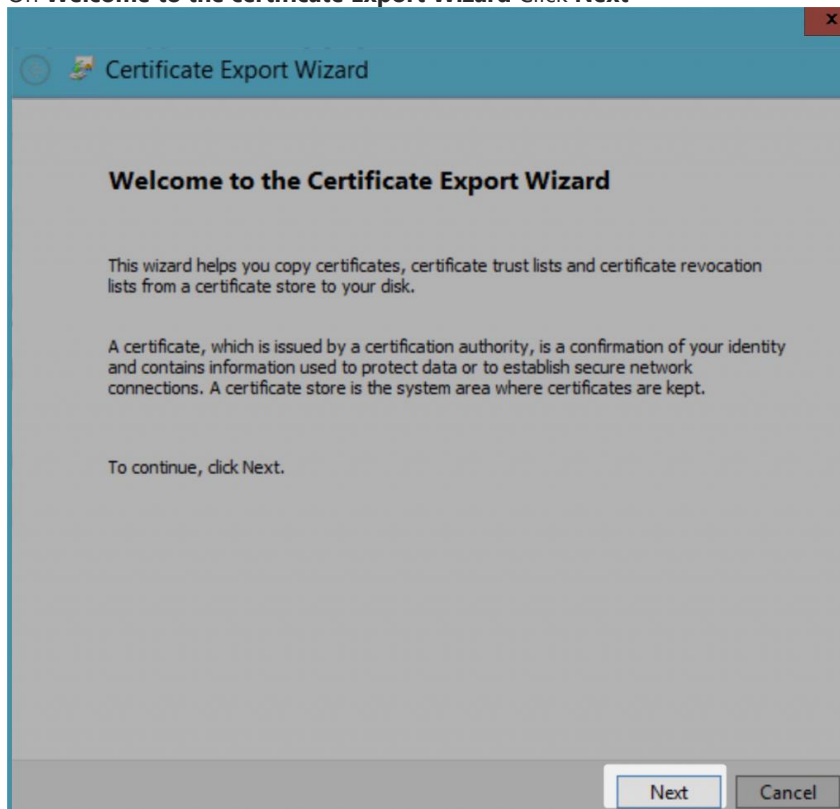 On Welcome to the certificate Export Wizard Click Next
x
Certificate Export Wizard
Welcome to the Certificate Export Wizard
This wizard helps you copy certificates, certificate trust lists and certificate revocation
lists from a certificate store to your disk.
A certificate, which is issued by a certification authority, is a confirmation of your identity
and contains information used to protect data or to establish secure network
connections. A certificate store is the system area where certificates are kept.
To continue, click Next.
Next Cancel